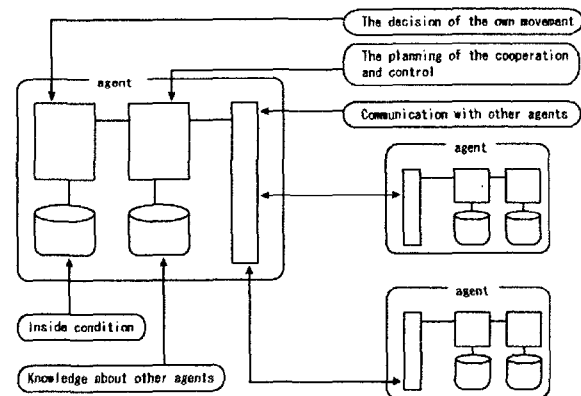 The decision of the own movement
The planning of the cooperation
and control
agent
Communication with other agents
agent
agent
Inside condition
Knowledge about other agents